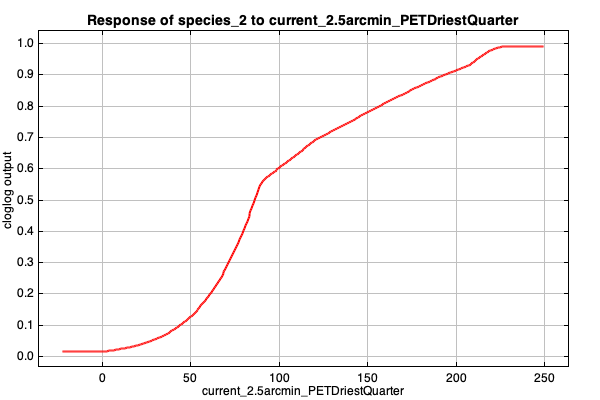 Response of species_2 to current_2.5arcmin_PETDriestQuarter
1.0
0.9
0.8
0.7
0.6
0.5
0.4
0.3
0.2
0.1
0.0
cloglog output
0 50 100 150 200 250
current_2.5arcmin_PETDriestQuarter